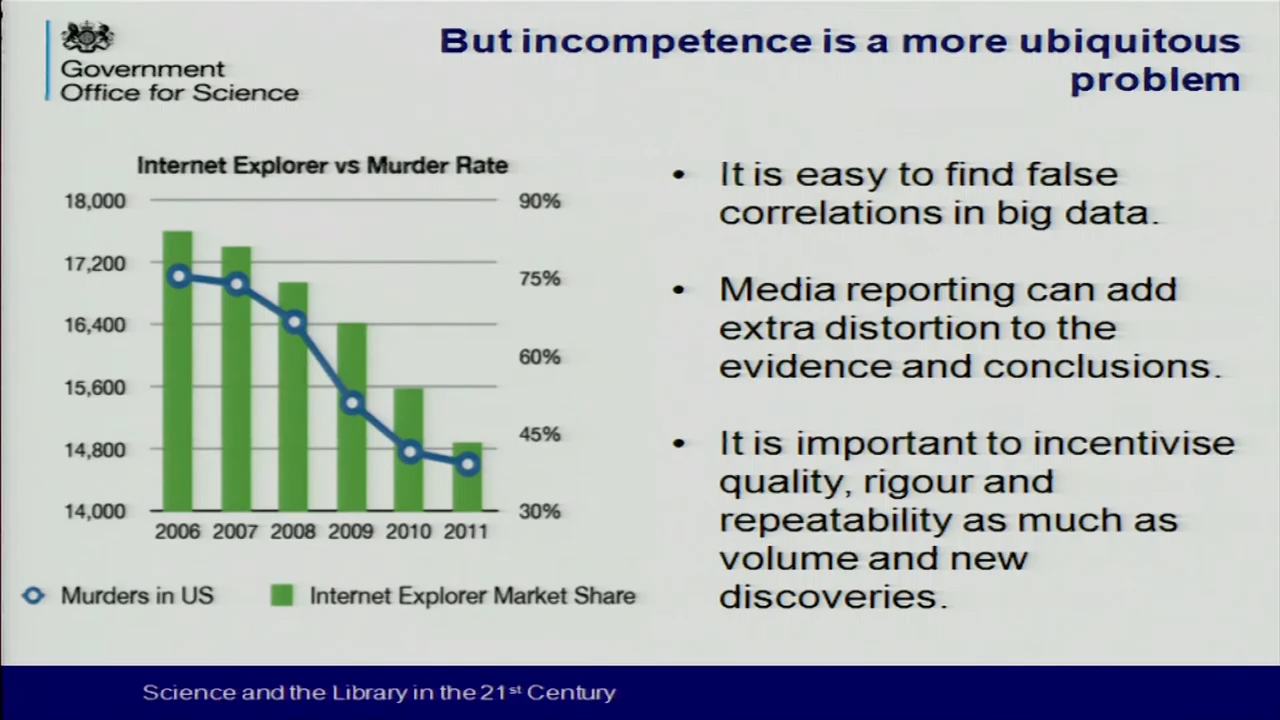 Government
Office for Science
But incompetence is a more ubiquitous
problem
Internet Explorer vs Murder Rate
18,000
17,200
16,400
15,600
14,800
14,000
90%
75%
60%
45%
30%
2006 2007 2008 2009 2010 2011
Murders in US
Internet Explorer Market Share
• It is easy to find false
correlations in big data.
• Media reporting can add
extra distortion to the
evidence and conclusions.
• It is important to incentivise
quality, rigour and
repeatability as much as
volume and new
discoveries.
Science and the Library in the 21st Century